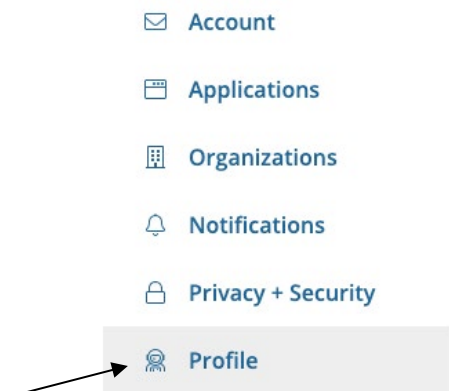 Account
Applications
Organizations
Notifications
Privacy + Security
Profile